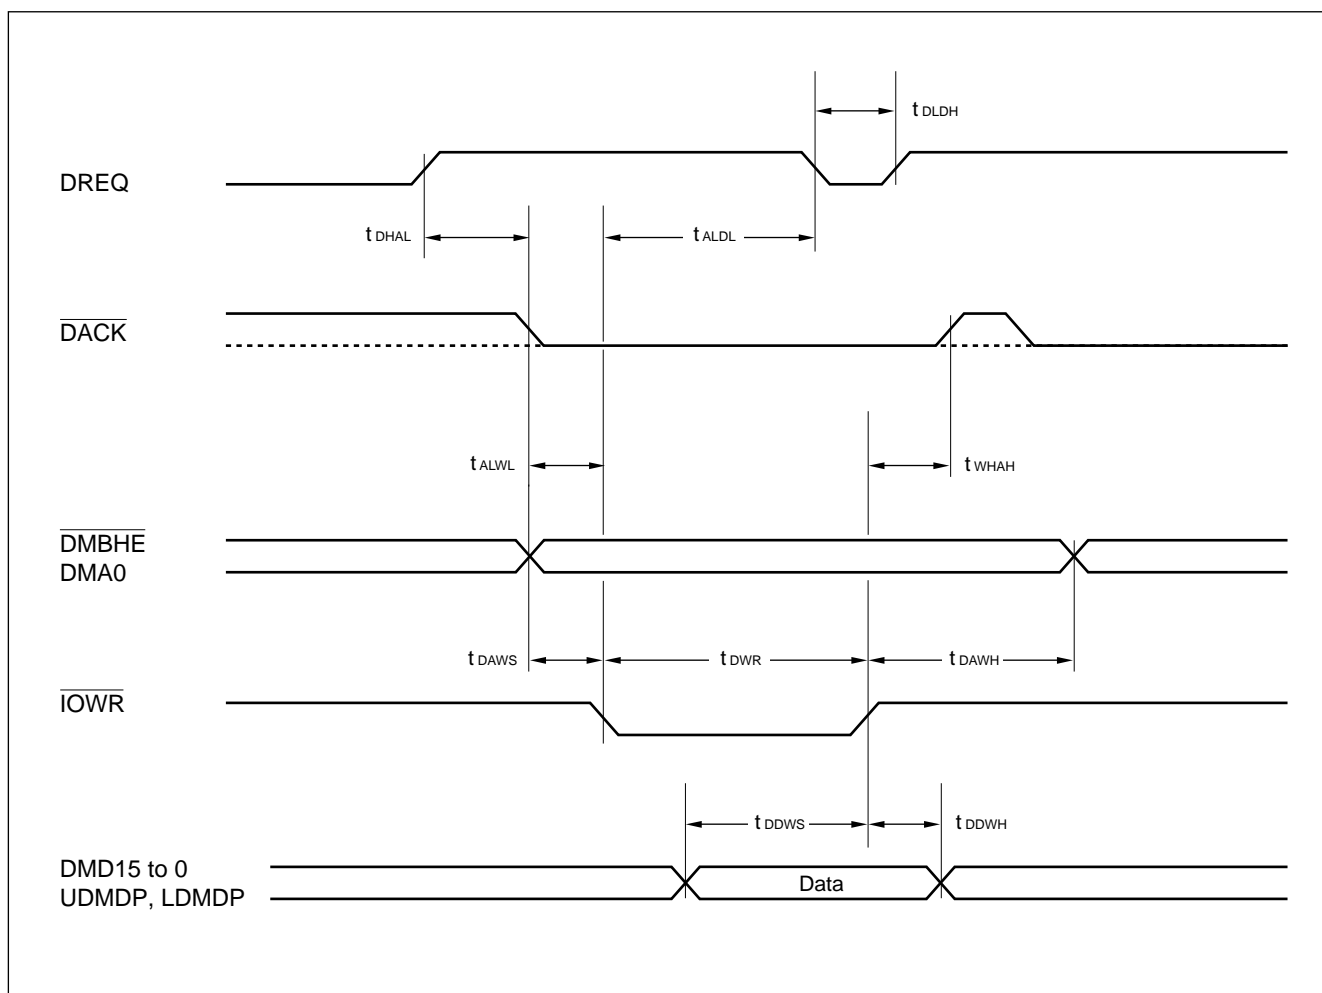 t DLDH
DREQ
t DHAL
t ALDL
DACK
t ALWL
t WHAH
DMBHE
DMA0
t DAWS
t DWR
t DAWH
IOWR
t DDWS
t DDWH
DMD15 to 0
UDMDP, LDMDP
Data